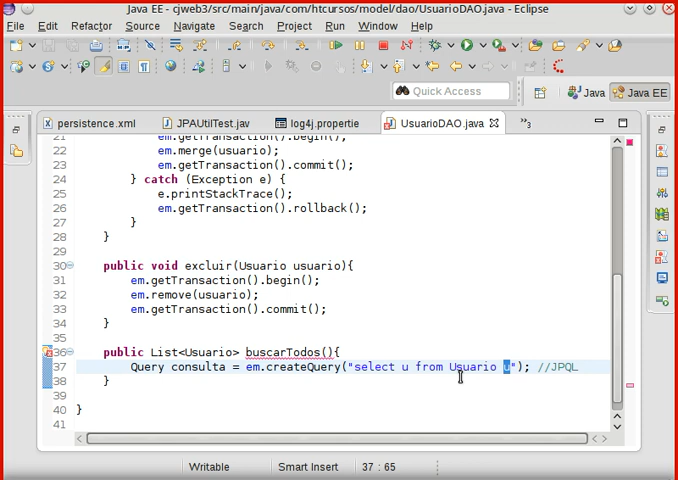 Java EE - cjweb3/src/main/java/com/htcursos/model/dao/UsuarioDAO.java - Eclipse
File Edit Refactor Source Navigate Search Project Run Window Help
Quick Access Java Java EE
persistence.xml JPAUtilTest.jav log4j.propertie UsuarioDAO.java »3
21 em.getTransaction().begin();
22 em.merge(usuario);
23 em.getTransaction().commit();
24 } catch (Exception e) {
25 e.printStackTrace();
26 em.getTransaction().rollback();
27 }
28 }
29
30 public void excluir(Usuario usuario){
31 em.getTransaction().begin();
32 em.remove(usuario);
33 em.getTransaction().commit();
34 }
35
36 public List<Usuario> buscarTodos(){
37 Query consulta = em.createQuery("select u from Usuario u"); //JPQL
38 }
39
40 }
41
Writable Smart Insert 37 : 65